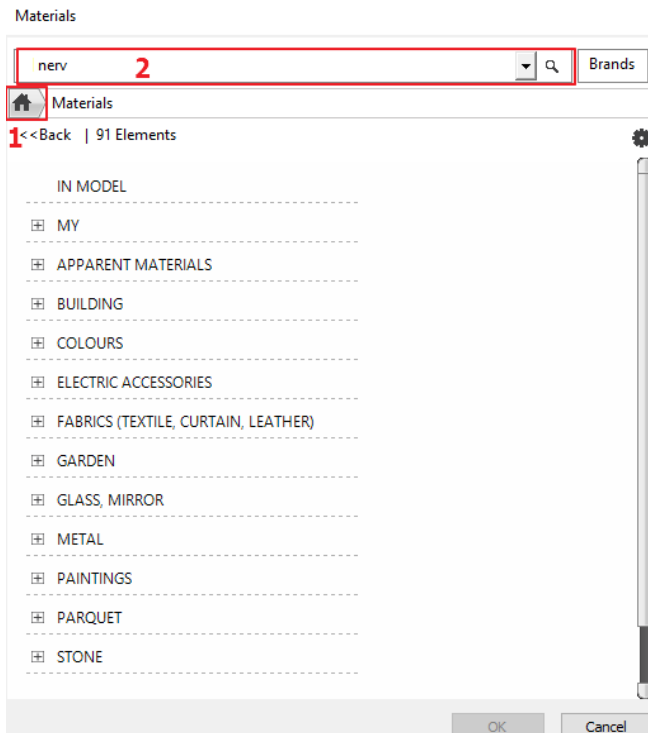 Materials
nerv 2 Brands
Materials
1 <<Back | 91 Elements
IN MODEL
MY
APPARENT MATERIALS
BUILDING
COLOURS
ELECTRIC ACCESSORIES
FABRICS (TEXTILE, CURTAIN, LEATHER)
GARDEN
GLASS, MIRROR
METAL
PAINTINGS
PARQUET
STONE
OK Cancel